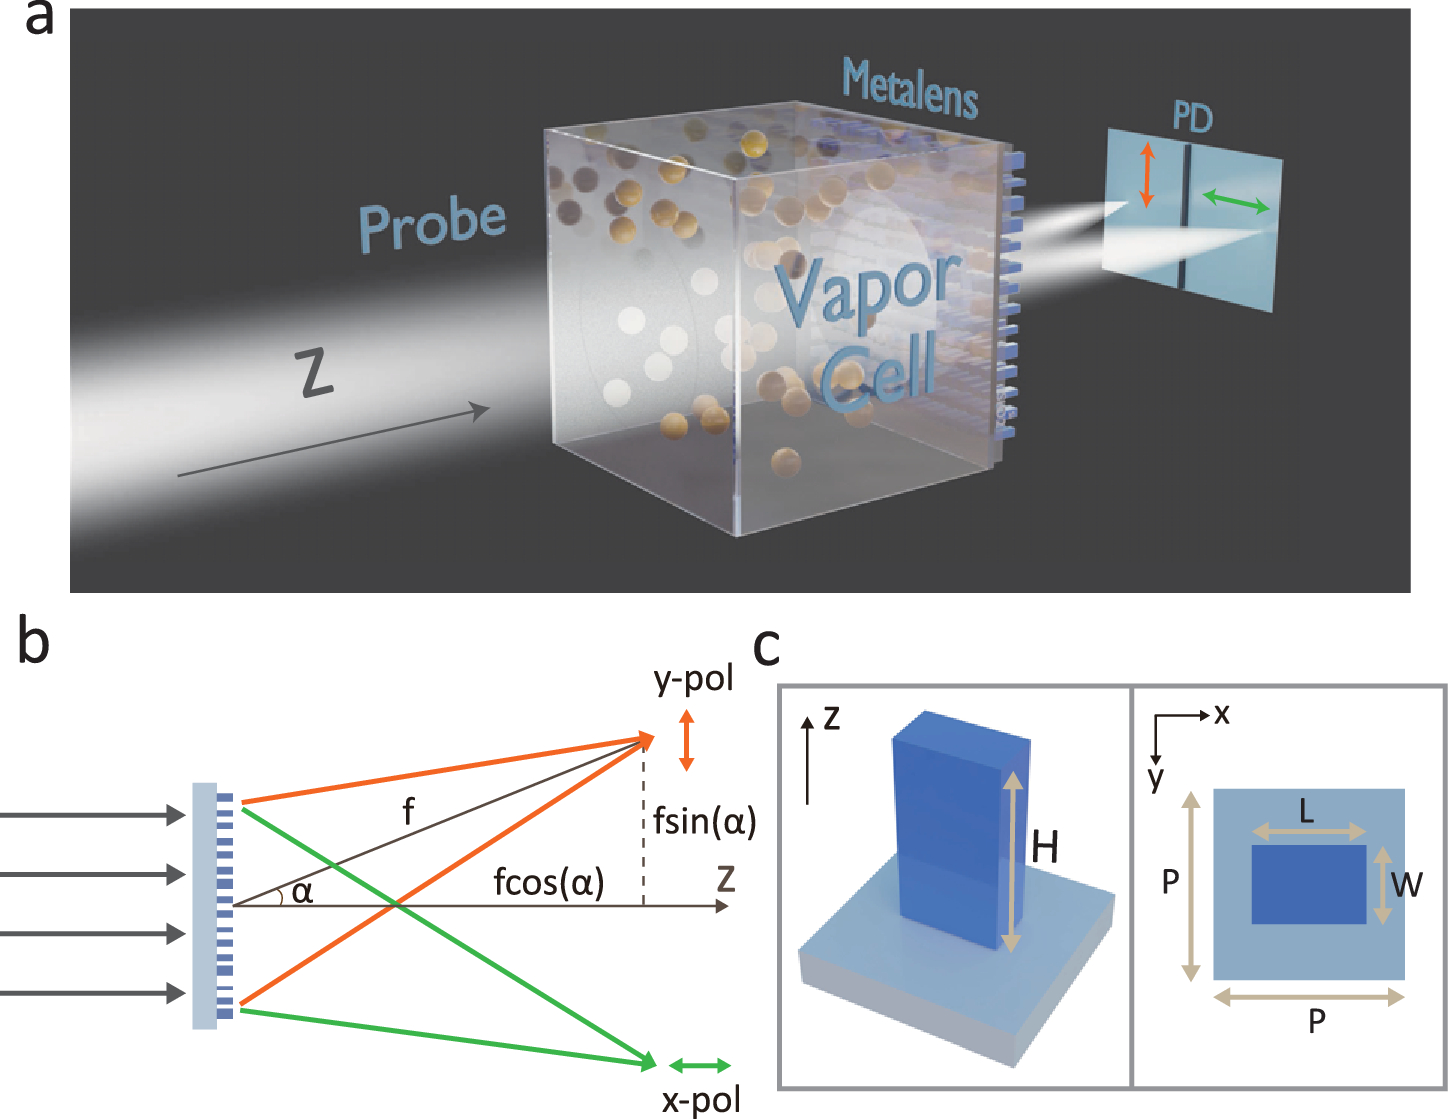 a
Metalens
PD
Probe
Vapor
Cell
Z
b
y-pol
f
fsin(α)
α
fcos(α)
Z
x-pol
c
Z
H
x
y
L
P
W
P